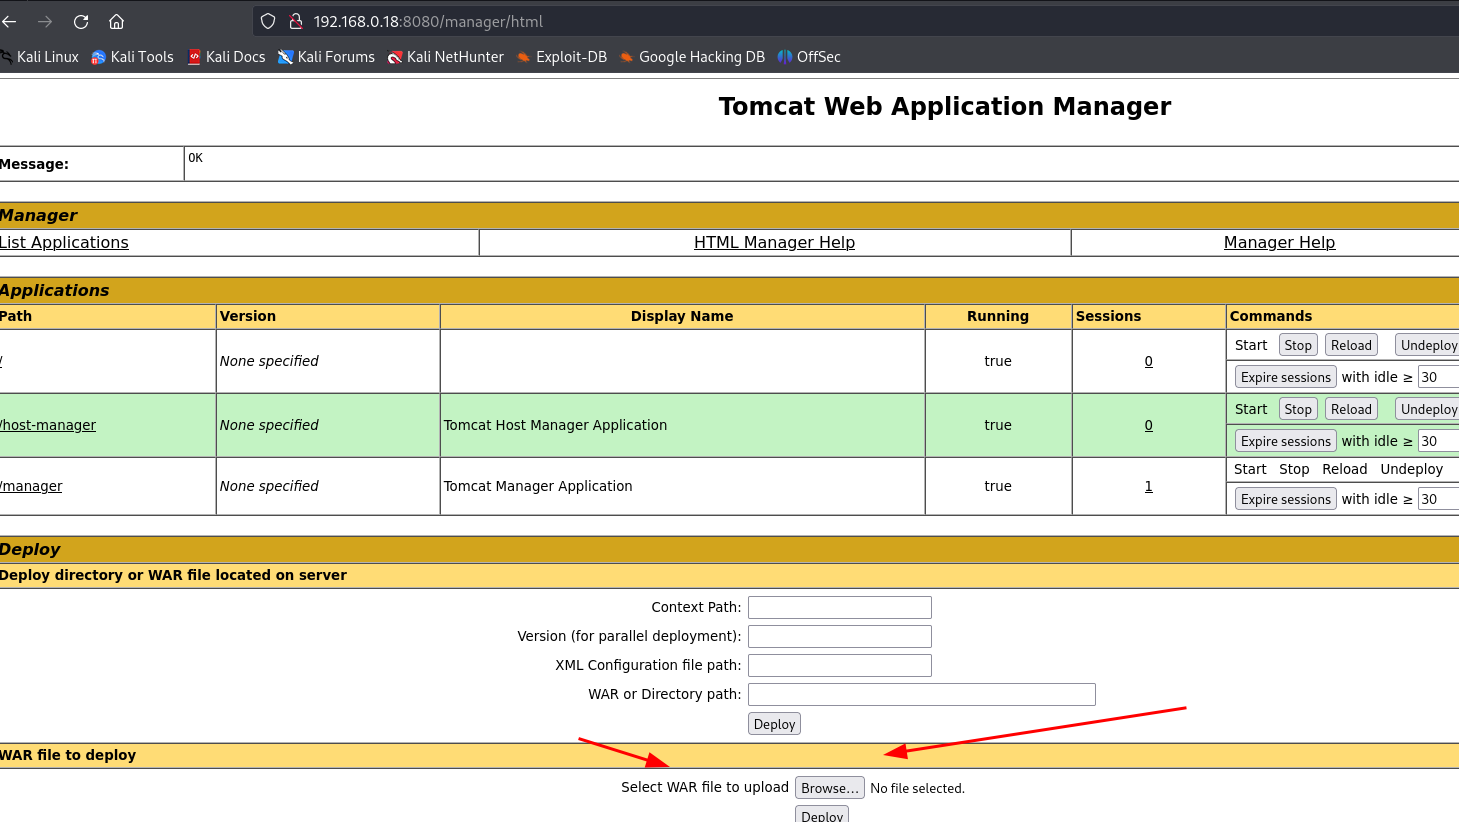 192.168.0.18:8080/manager/html
Kali Linux Kali Tools Kali Docs Kali Forums Kali NetHunter Exploit-DB Google Hacking DB OffSec
Tomcat Web Application Manager
Message: OK
Manager
List Applications HTML Manager Help Manager Help
Applications
Path Version Display Name Running Sessions Commands
/ None specified true 0 Start Stop Reload Undeploy
Expire sessions with idle ≥ 30
/host-manager None specified Tomcat Host Manager Application true 0 Start Stop Reload Undeploy
Expire sessions with idle ≥ 30
/manager None specified Tomcat Manager Application true 1 Start Stop Reload Undeploy
Expire sessions with idle ≥ 30
Deploy
Deploy directory or WAR file located on server
Context Path:
Version (for parallel deployment):
XML Configuration file path:
WAR or Directory path:
Deploy
WAR file to deploy
Select WAR file to upload Browse... No file selected.
Deploy